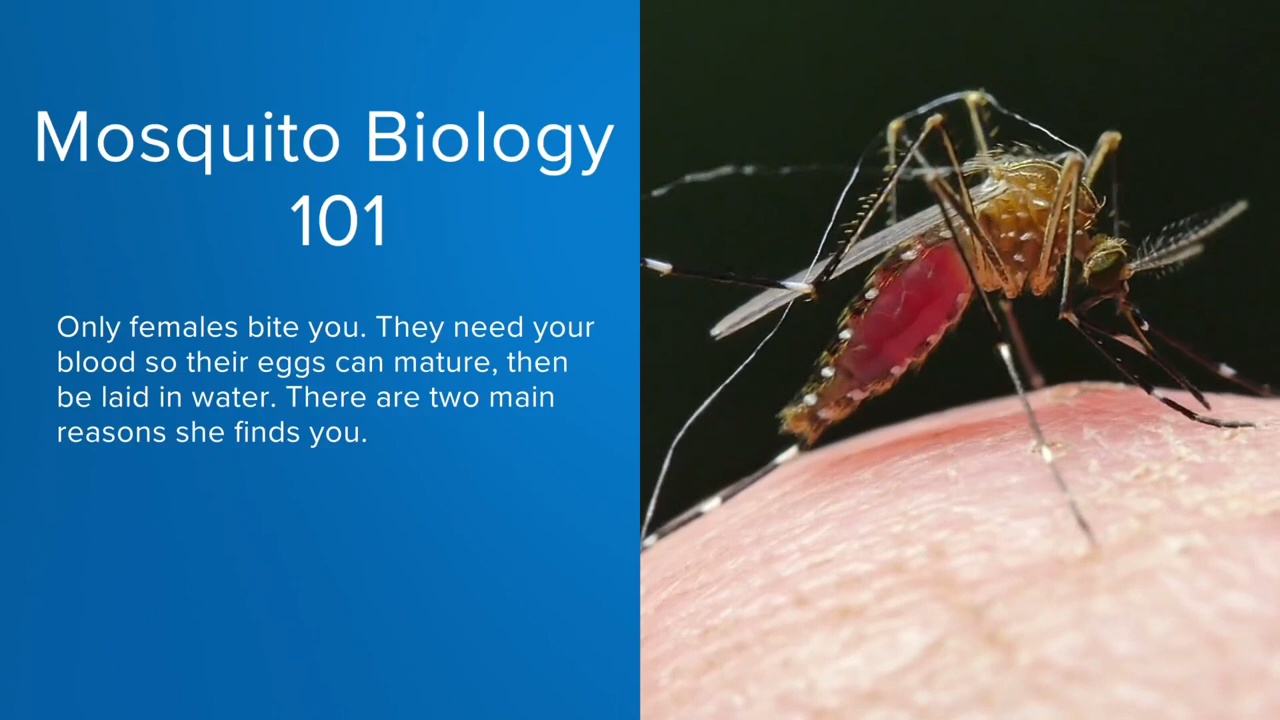 Mosquito Biology
101
Only females bite you. They need your
blood so their eggs can mature, then
be laid in water. There are two main
reasons she finds you.